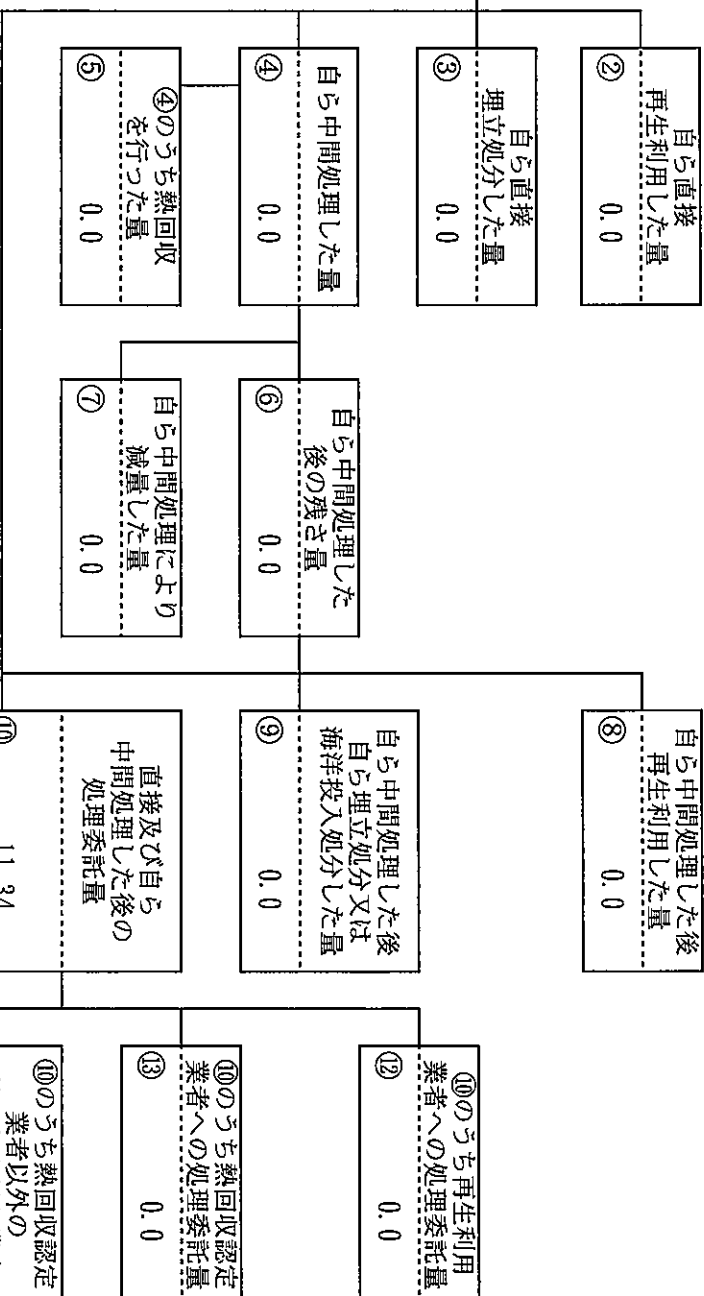 自ら直接
再生利用した量
② 0.0
自ら直接
埋立処分した量
③ 0.0
自ら中間処理した量
④ 0.0
④のうち熱回収
を行った量
⑤ 0.0
自ら中間処理した
後の残さ量
⑥ 0.0
自ら中間処理により
減量した量
⑦ 0.0
自ら中間処理した後
再生利用した量
⑧ 0.0
自ら中間処理した後
自ら埋立処分又は
海洋投入処分した量
⑨ 0.0
直接及び自ら
中間処理した後の
処理委託量
⑩ 11.34
⑩のうち再生利用
業者への処理委託量
⑫ 0.0
⑩のうち熱回収認定
業者への処理委託量
⑬ 0.0
⑩のうち熱回収認定
業者以外の